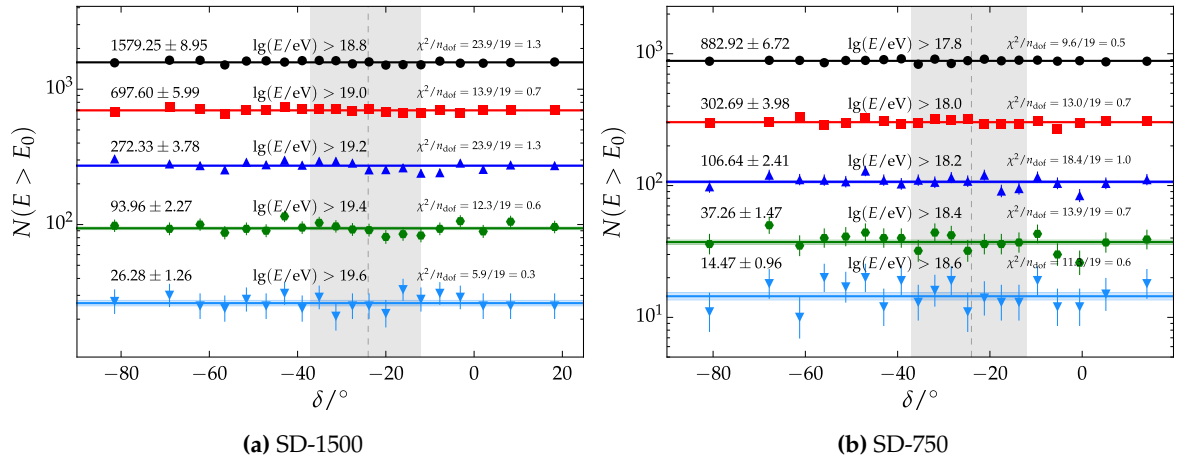 N(E > E₀)
10³
10²
1579.25 ± 8.95 lg(E/eV) > 18.8 χ²/n_dof = 23.9/19 = 1.3
697.60 ± 5.99 lg(E/eV) > 19.0 χ²/n_dof = 13.9/19 = 0.7
272.33 ± 3.78 lg(E/eV) > 19.2 χ²/n_dof = 23.9/19 = 1.3
93.96 ± 2.27 lg(E/eV) > 19.4 χ²/n_dof = 12.3/19 = 0.6
26.28 ± 1.26 lg(E/eV) > 19.6 χ²/n_dof = 5.9/19 = 0.3
−80 −60 −40 −20 0 20
δ/°
(a) SD-1500
N(E > E₀)
10³
10²
10¹
882.92 ± 6.72 lg(E/eV) > 17.8 χ²/n_dof = 9.6/19 = 0.5
302.69 ± 3.98 lg(E/eV) > 18.0 χ²/n_dof = 13.0/19 = 0.7
106.64 ± 2.41 lg(E/eV) > 18.2 χ²/n_dof = 18.4/19 = 1.0
37.26 ± 1.47 lg(E/eV) > 18.4 χ²/n_dof = 13.9/19 = 0.7
14.47 ± 0.96 lg(E/eV) > 18.6 χ²/n_dof = 11. /19 = 0.6
−80 −60 −40 −20 0
δ/°
(b) SD-750